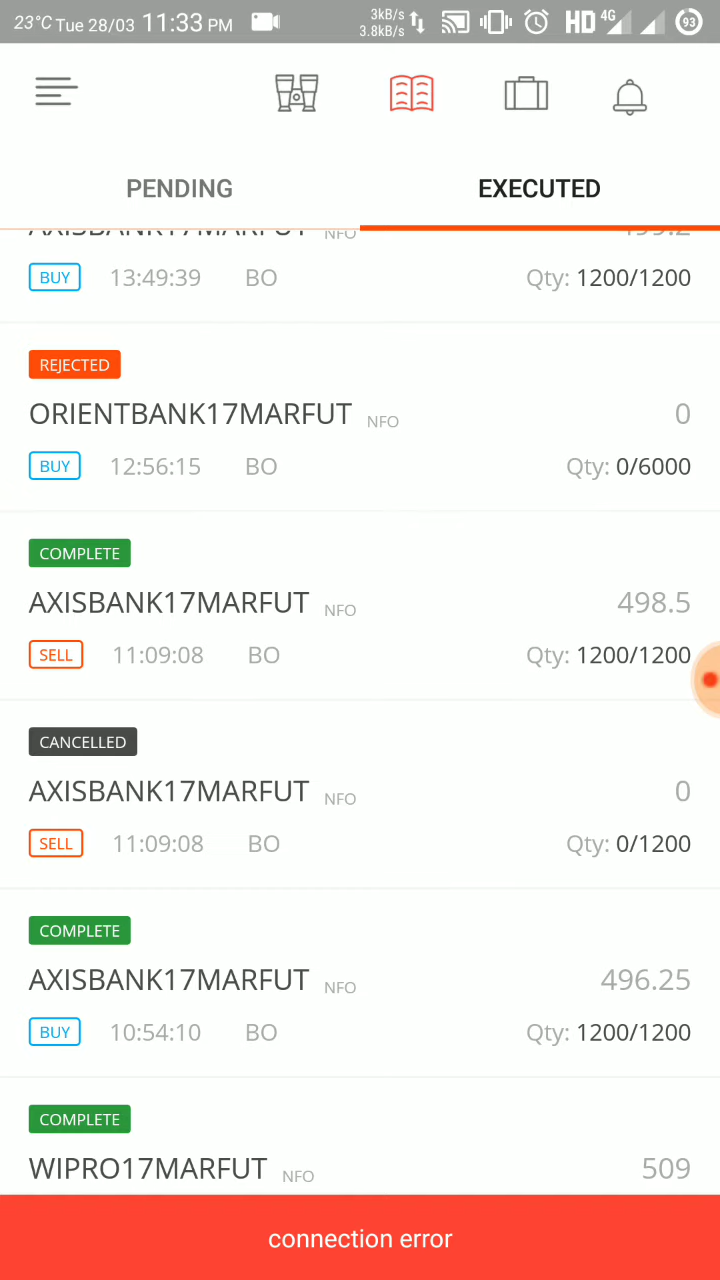 23°C Tue 28/03 11:33 PM 3kB/s 3.8kB/s HD 4G 93
PENDING EXECUTED
AXISBANK17MARFUT NFO 499.2
BUY 13:49:39 BO Qty: 1200/1200
REJECTED
ORIENTBANK17MARFUT NFO 0
BUY 12:56:15 BO Qty: 0/6000
COMPLETE
AXISBANK17MARFUT NFO 498.5
SELL 11:09:08 BO Qty: 1200/1200
CANCELLED
AXISBANK17MARFUT NFO 0
SELL 11:09:08 BO Qty: 0/1200
COMPLETE
AXISBANK17MARFUT NFO 496.25
BUY 10:54:10 BO Qty: 1200/1200
COMPLETE
WIPRO17MARFUT NFO 509
connection error